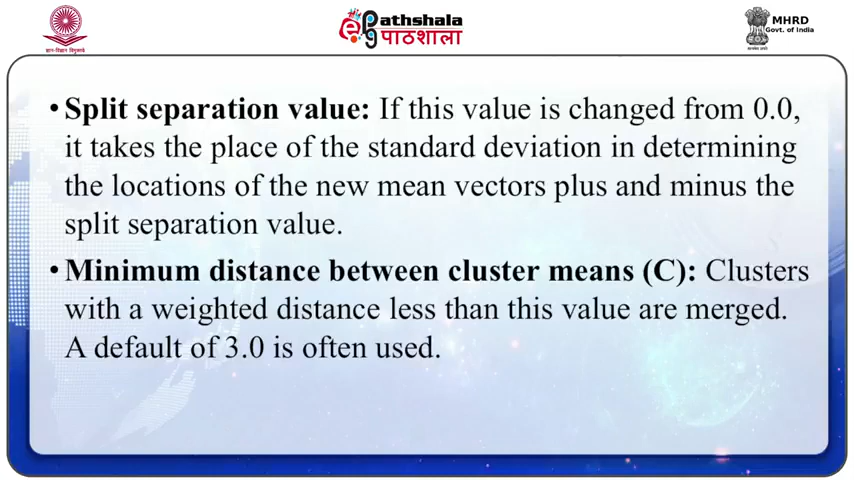 ePathshala
पाठशाला
MHRD
Govt. of India
• Split separation value: If this value is changed from 0.0,
it takes the place of the standard deviation in determining
the locations of the new mean vectors plus and minus the
split separation value.
• Minimum distance between cluster means (C): Clusters
with a weighted distance less than this value are merged.
A default of 3.0 is often used.